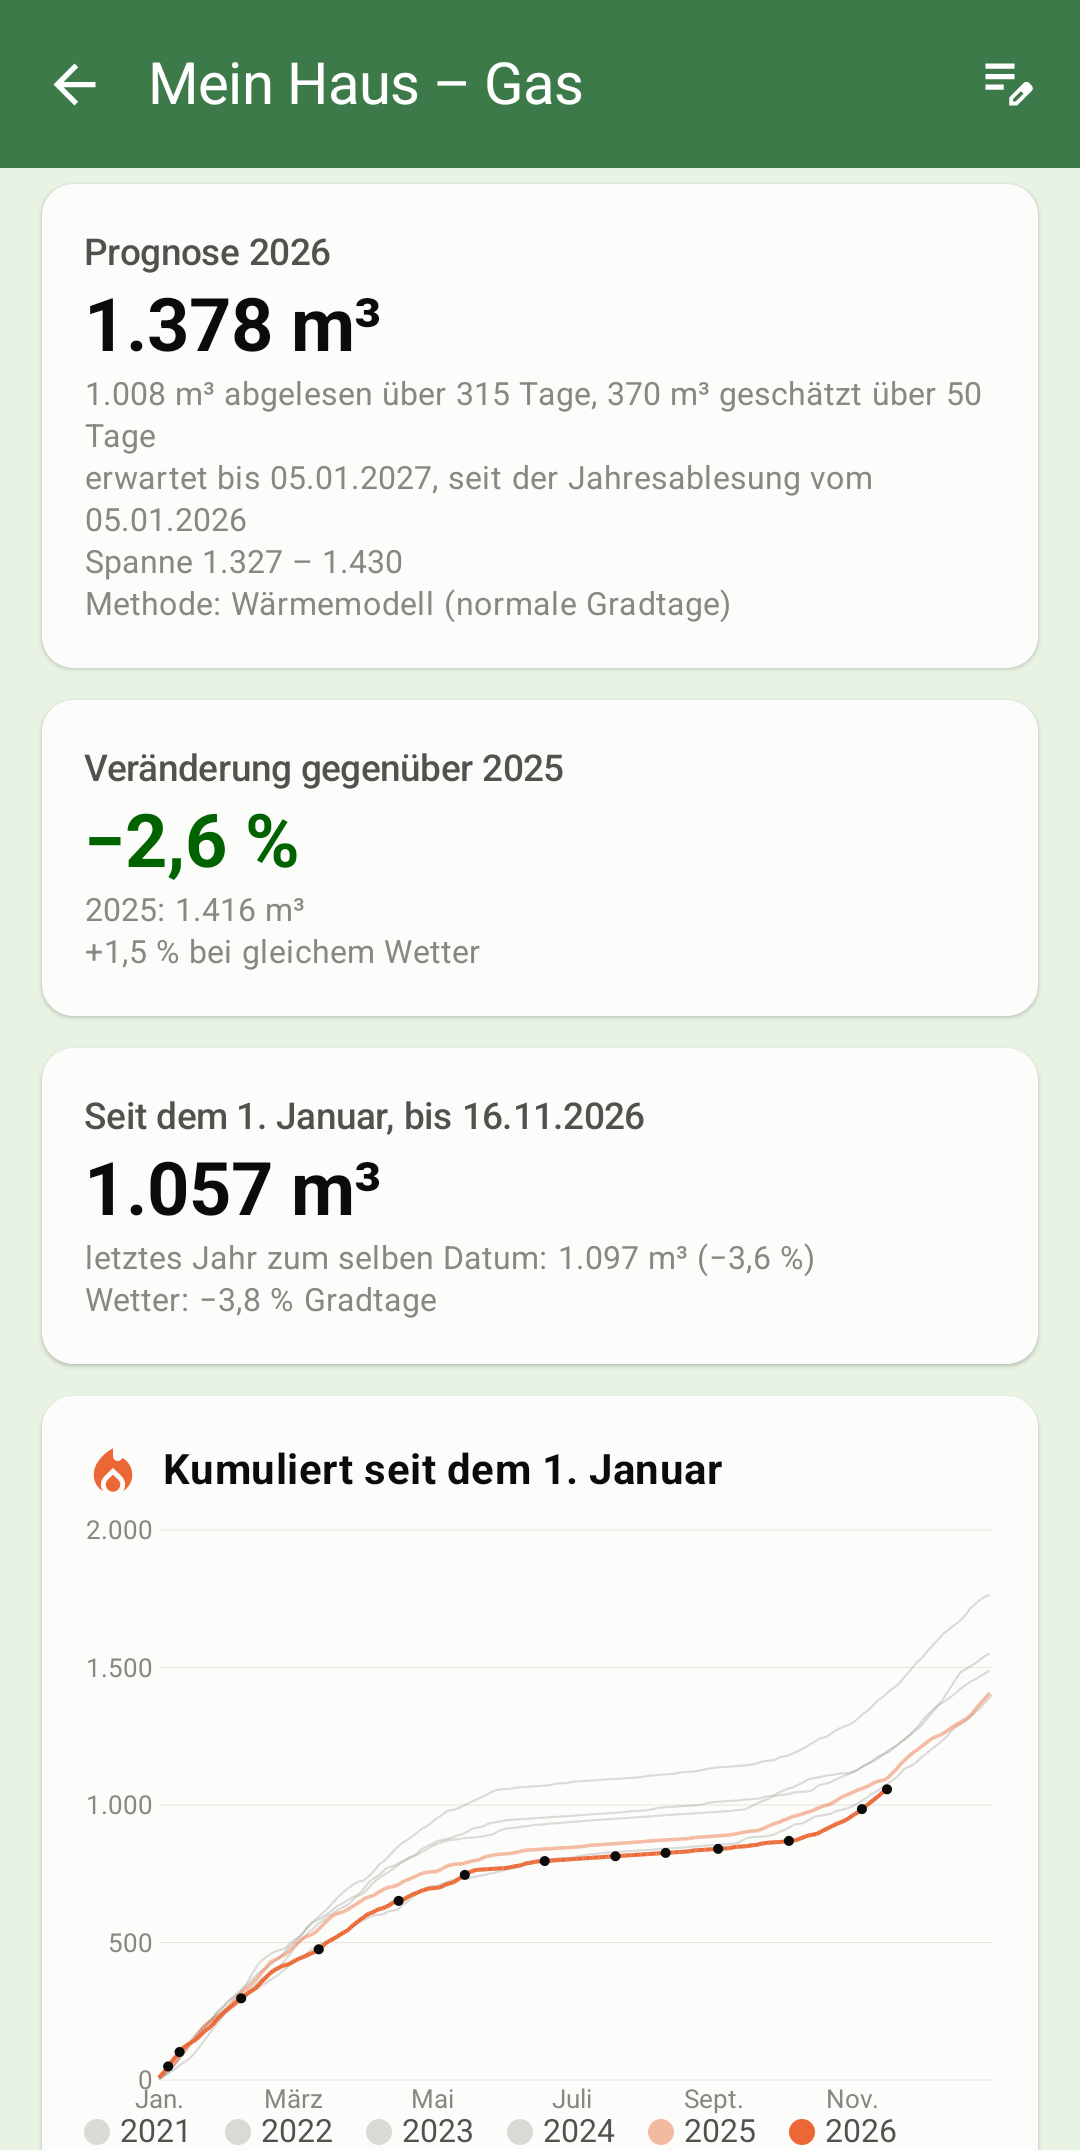 Mein Haus – Gas
Prognose 2026
1.378 m³
1.008 m³ abgelesen über 315 Tage, 370 m³ geschätzt über 50
Tage
erwartet bis 05.01.2027, seit der Jahresablesung vom
05.01.2026
Spanne 1.327 – 1.430
Methode: Wärmemodell (normale Gradtage)
Veränderung gegenüber 2025
−2,6 %
2025: 1.416 m³
+1,5 % bei gleichem Wetter
Seit dem 1. Januar, bis 16.11.2026
1.057 m³
letztes Jahr zum selben Datum: 1.097 m³ (−3,6 %)
Wetter: −3,8 % Gradtage
Kumuliert seit dem 1. Januar
2.000
1.500
1.000
500
0
Jan. März Mai Juli Sept. Nov.
2021 2022 2023 2024 2025 2026